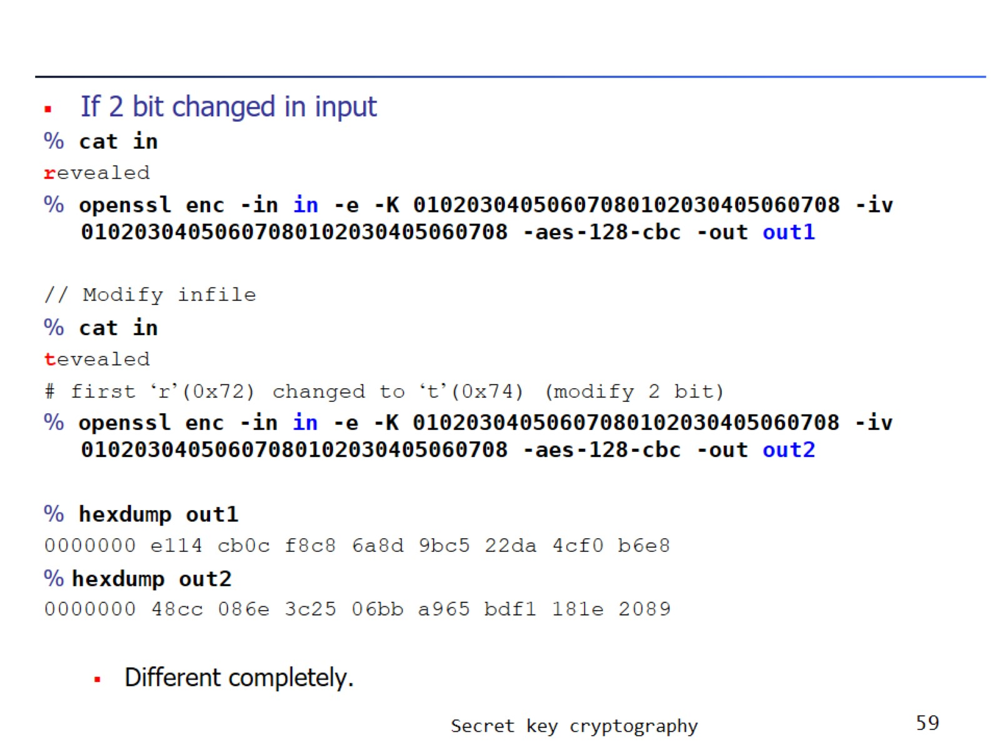 ▪ If 2 bit changed in input
% cat in
revealed
% openssl enc -in in -e -K 01020304050607080102030405060708 -iv
01020304050607080102030405060708 -aes-128-cbc -out out1
// Modify infile
% cat in
tevealed
# first ‘r’(0x72) changed to ‘t’(0x74) (modify 2 bit)
% openssl enc -in in -e -K 01020304050607080102030405060708 -iv
01020304050607080102030405060708 -aes-128-cbc -out out2
% hexdump out1
0000000 e114 cb0c f8c8 6a8d 9bc5 22da 4cf0 b6e8
% hexdump out2
0000000 48cc 086e 3c25 06bb a965 bdf1 181e 2089
▪ Different completely.
Secret key cryptography
59